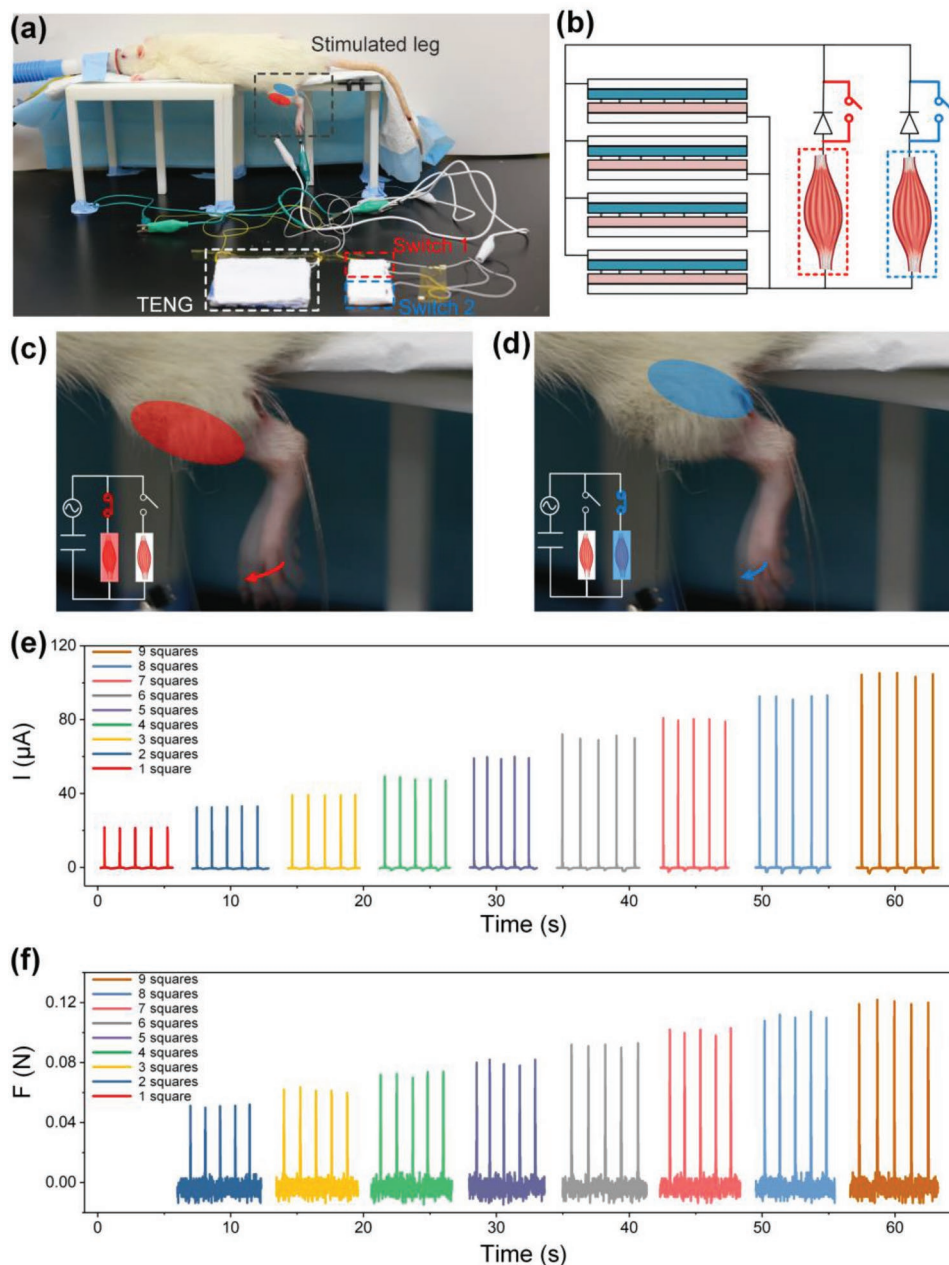 (a)
Stimulated leg
Switch 1
TENG
Switch 2
(b)
(c)
(d)
(e)
120
80
40
0
I (µA)
9 squares
8 squares
7 squares
6 squares
5 squares
4 squares
3 squares
2 squares
1 square
0 10 20 30 40 50 60
Time (s)
(f)
0.12
0.08
0.04
0.00
F (N)
9 squares
8 squares
7 squares
6 squares
5 squares
4 squares
3 squares
2 squares
1 square
0 10 20 30 40 50 60
Time (s)